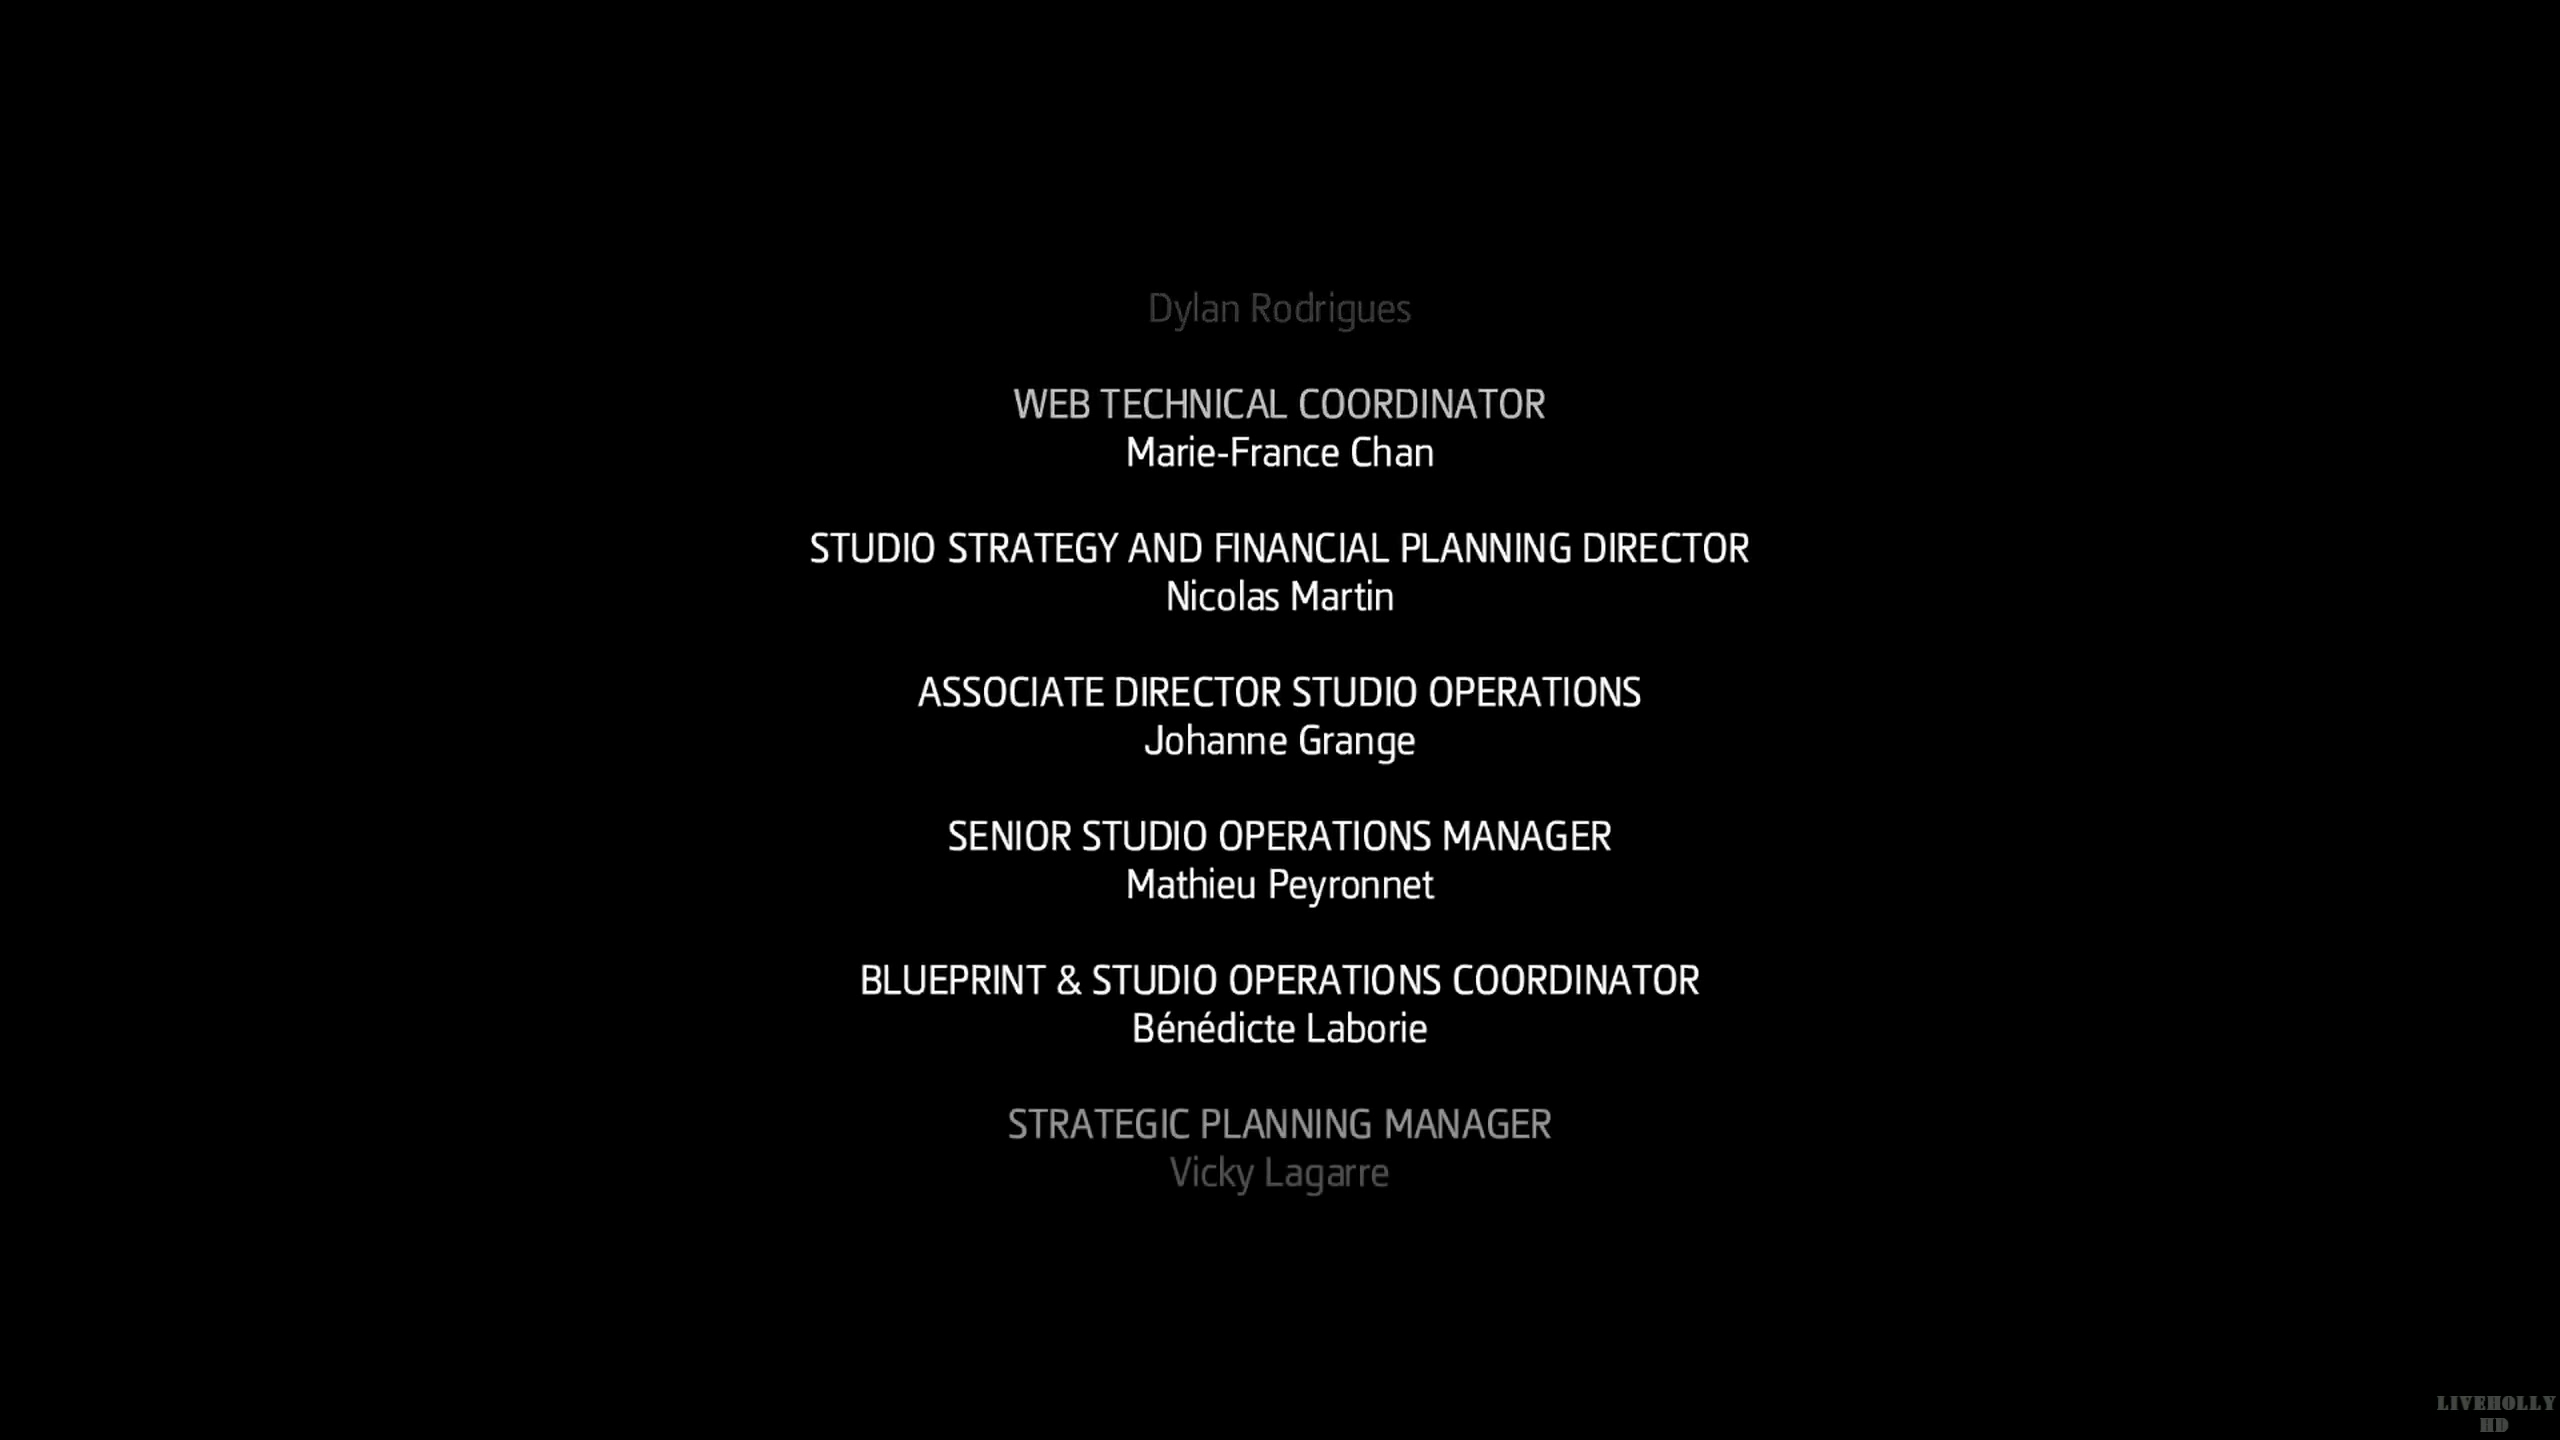 Dylan Rodrigues
WEB TECHNICAL COORDINATOR
Marie-France Chan
STUDIO STRATEGY AND FINANCIAL PLANNING DIRECTOR
Nicolas Martin
ASSOCIATE DIRECTOR STUDIO OPERATIONS
Johanne Grange
SENIOR STUDIO OPERATIONS MANAGER
Mathieu Peyronnet
BLUEPRINT & STUDIO OPERATIONS COORDINATOR
Bénédicte Laborie
STRATEGIC PLANNING MANAGER
Vicky Lagarre
LIVEHOLLY
HD